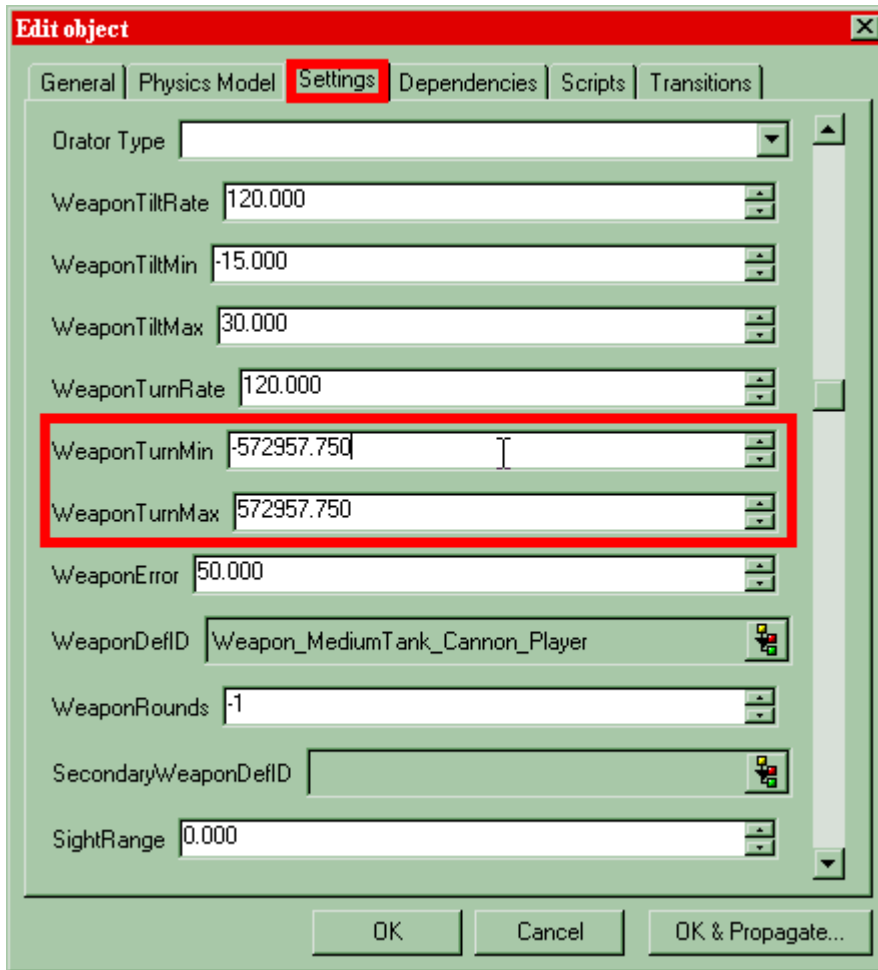 Edit object
General Physics Model Settings Dependencies Scripts Transitions
Orator Type
WeaponTiltRate 120.000
WeaponTiltMin -15.000
WeaponTiltMax 30.000
WeaponTurnRate 120.000
WeaponTurnMin -572957.750
WeaponTurnMax 572957.750
WeaponError 50.000
WeaponDefID Weapon_MediumTank_Cannon_Player
WeaponRounds -1
SecondaryWeaponDefID
SightRange 0.000
OK Cancel OK & Propagate...